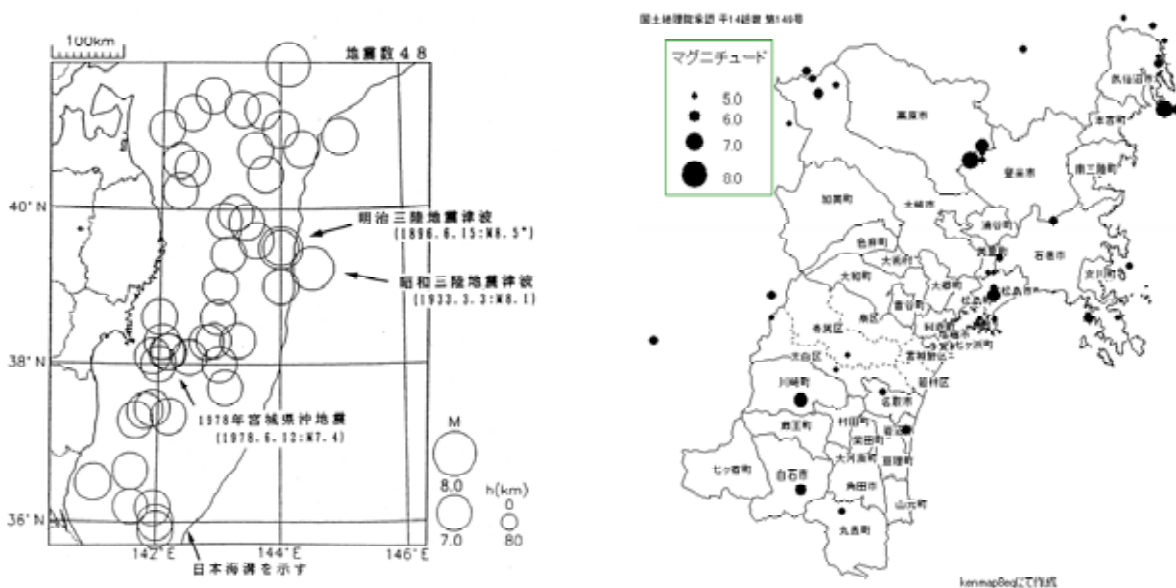 100km
地震数48
40°N
38°N
36°N
142°E
144°E
146°E
明治三陸地震津波
(1896.6.15:M8.5*)
昭和三陸地震津波
(1933.3.3:M8.1)
1978年宮城県沖地震
(1978.6.12:M7.4)
日本海溝を示す
M
8.0
7.0
h(km)
0
80
国土地理院承認 平14総複 第149号
マグニチュード
5.0
6.0
7.0
8.0
気仙沼市
本吉町
南三陸町
栗原市
登米市
加美町
大崎市
涌谷町
色麻町
美里町
石巻市
女川町
大衡村
大和町
大郷町
松島町
富谷町
泉区
利府町
青葉区
七ヶ浜町
宮城野区
太白区
若林区
川崎町
名取市
村田町
岩沼市
蔵王町
柴田町
七ヶ宿町
大河原町
亘理町
白石市
角田市
山元町
丸森町
kenmap8eqにて作成